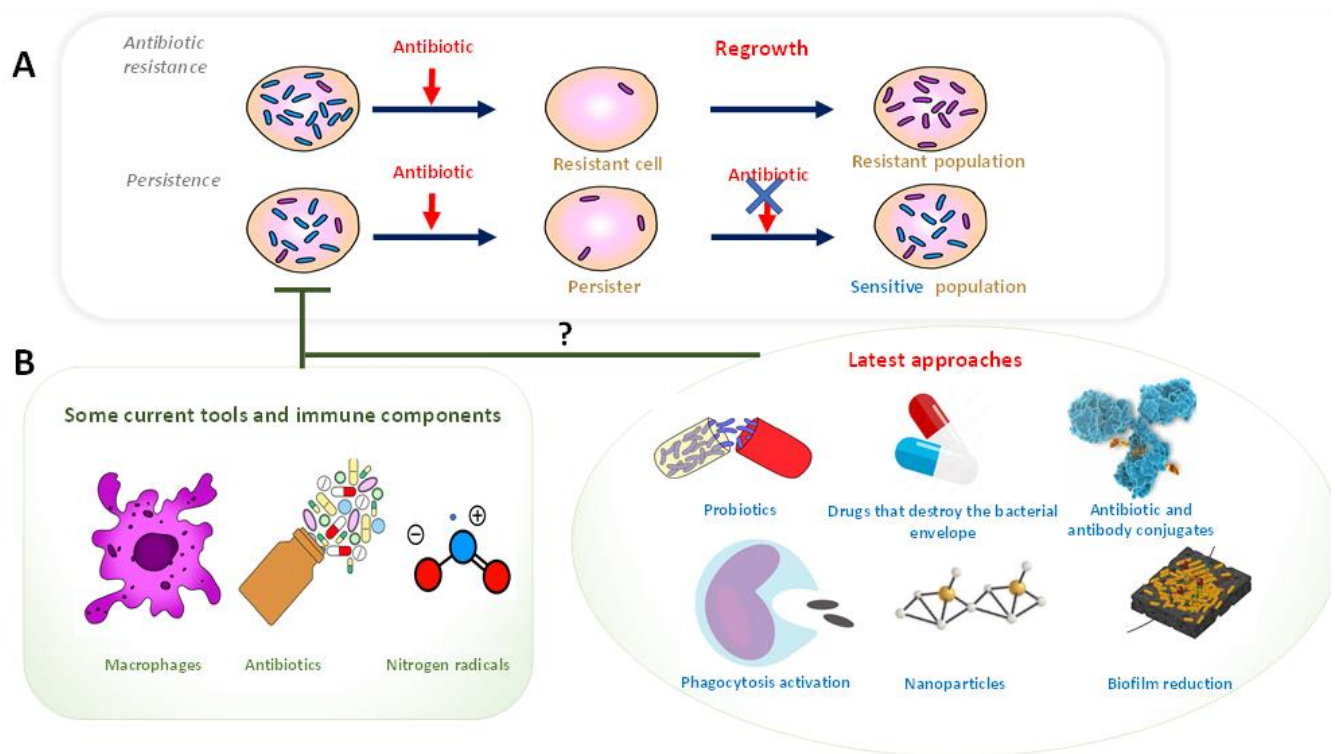 A
Antibiotic
resistance
Antibiotic
Regrowth
Resistant cell
Resistant population
Persistence
Antibiotic
Antibiotic
Persister
Sensitive population
?
B
Some current tools and immune components
Macrophages
Antibiotics
Nitrogen radicals
Latest approaches
Probiotics
Drugs that destroy the bacterial
envelope
Antibiotic and
antibody conjugates
Phagocytosis activation
Nanoparticles
Biofilm reduction